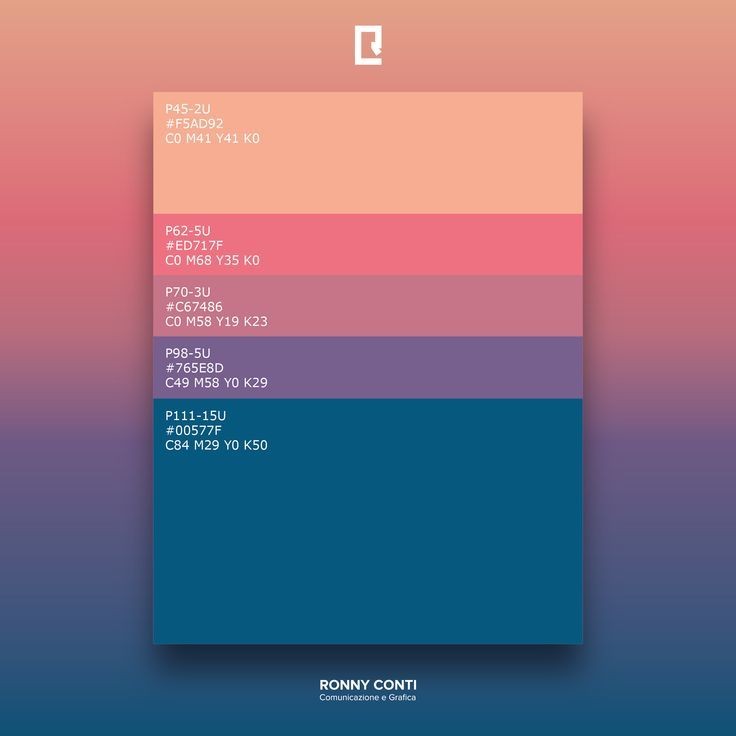 P45-2U
#F5AD92
C0 M41 Y41 K0
P62-5U
#ED717F
C0 M68 Y35 K0
P70-3U
#C67486
C0 M58 Y19 K23
P98-5U
#765E8D
C49 M58 Y0 K29
P111-15U
#00577F
C84 M29 Y0 K50
RONNY CONTI
Comunicazione e Grafica